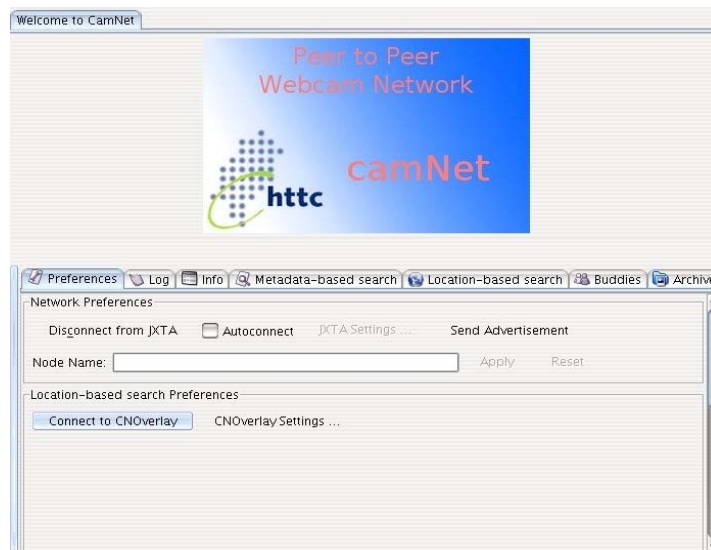 Welcome to CamNet
Peer to Peer
Webcam Network
camNet
httc
Preferences Log Info Metadata-based search Location-based search Buddies Archiv
Network Preferences
Disconnect from JXTA Autoconnect JXTA Settings ... Send Advertisement
Node Name: Apply Reset
Location-based search Preferences
Connect to CNOverlay CNOverlay Settings ...